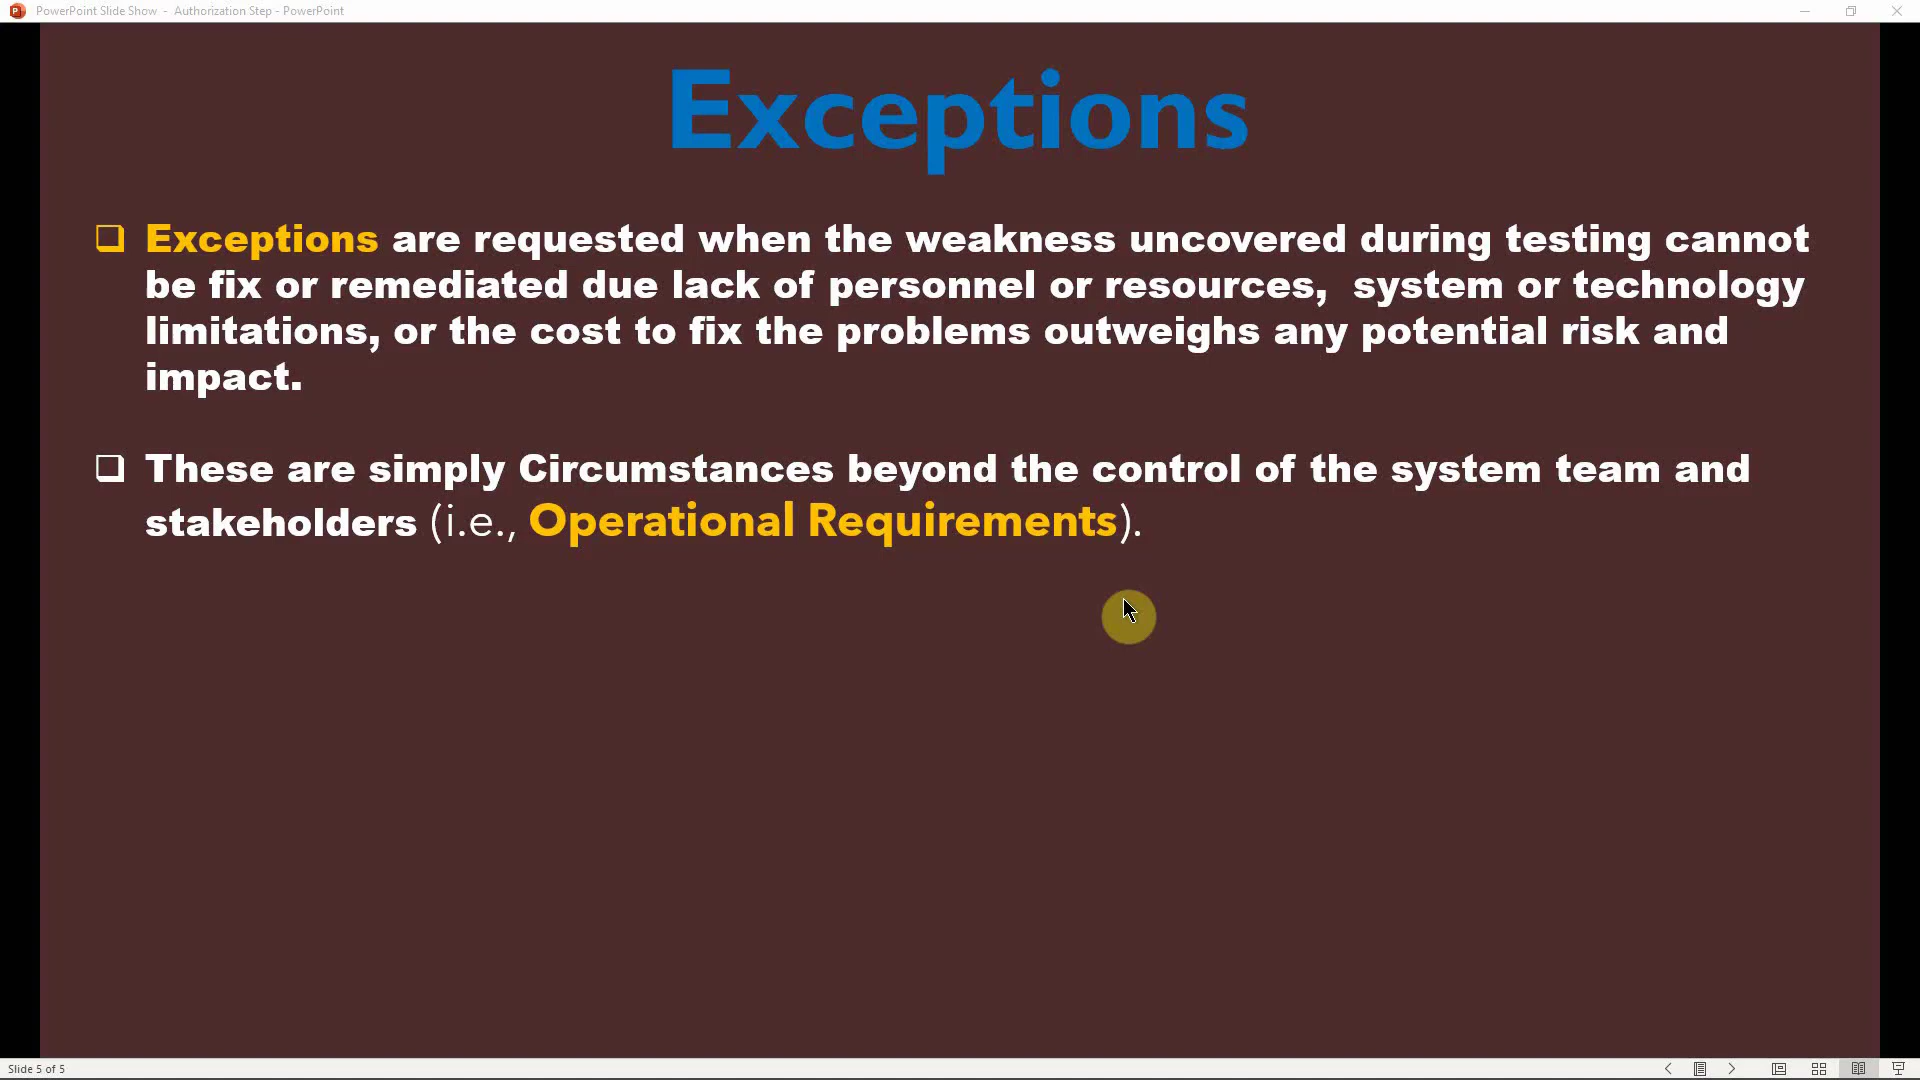 PowerPoint Slide Show - Authorization Step - PowerPoint
Exceptions
Exceptions are requested when the weakness uncovered during testing cannot
be fix or remediated due lack of personnel or resources, system or technology
limitations, or the cost to fix the problems outweighs any potential risk and
impact.
These are simply Circumstances beyond the control of the system team and
stakeholders (i.e., Operational Requirements).
Slide 5 of 5